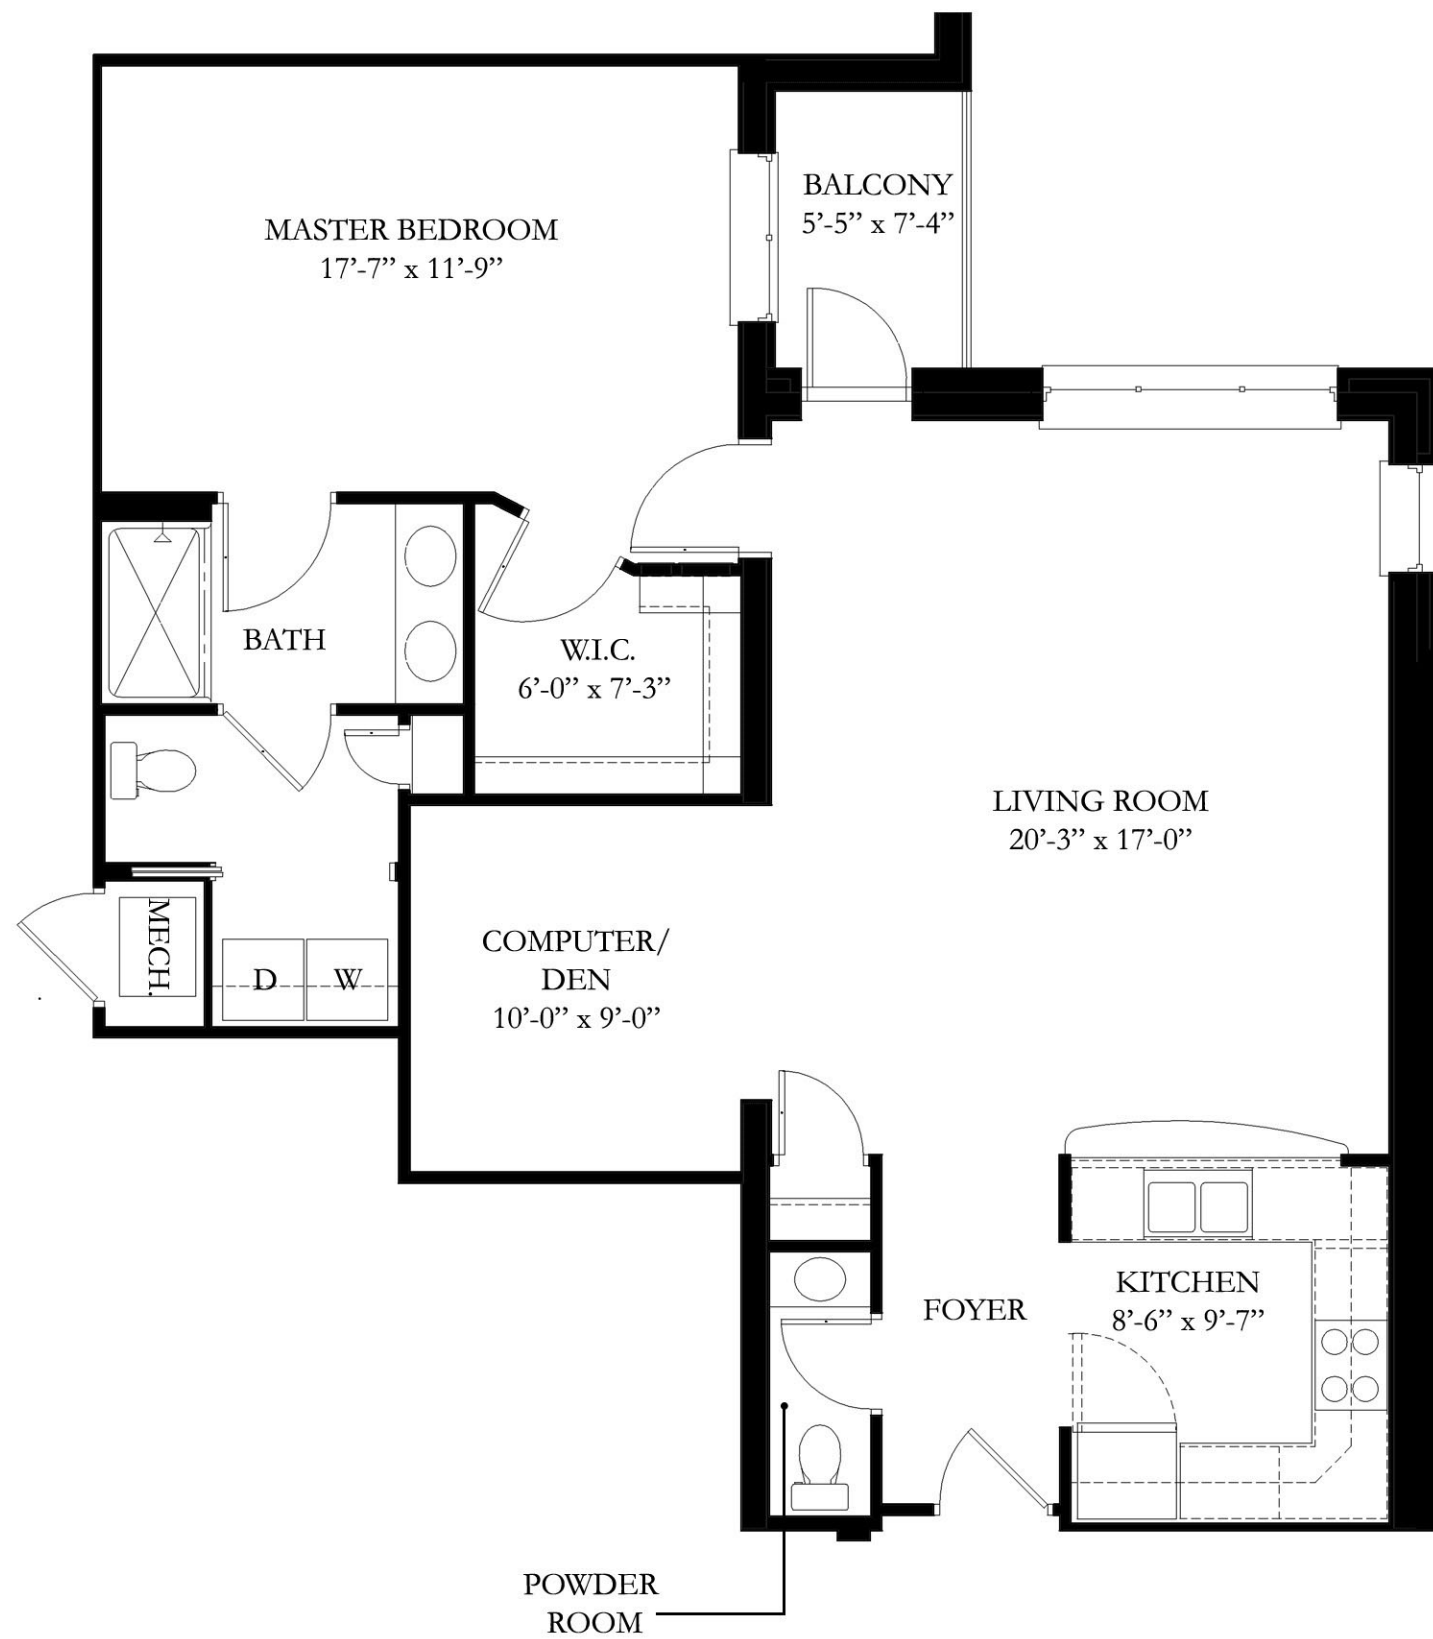 BALCONY
5’-5” x 7’-4”
MASTER BEDROOM
17’-7” x 11’-9”
BATH
W.I.C.
6’-0” x 7’-3”
LIVING ROOM
20’-3” x 17’-0”
MECH.
D
W
COMPUTER/
DEN
10’-0” x 9’-0”
KITCHEN
8’-6” x 9’-7”
FOYER
POWDER
ROOM